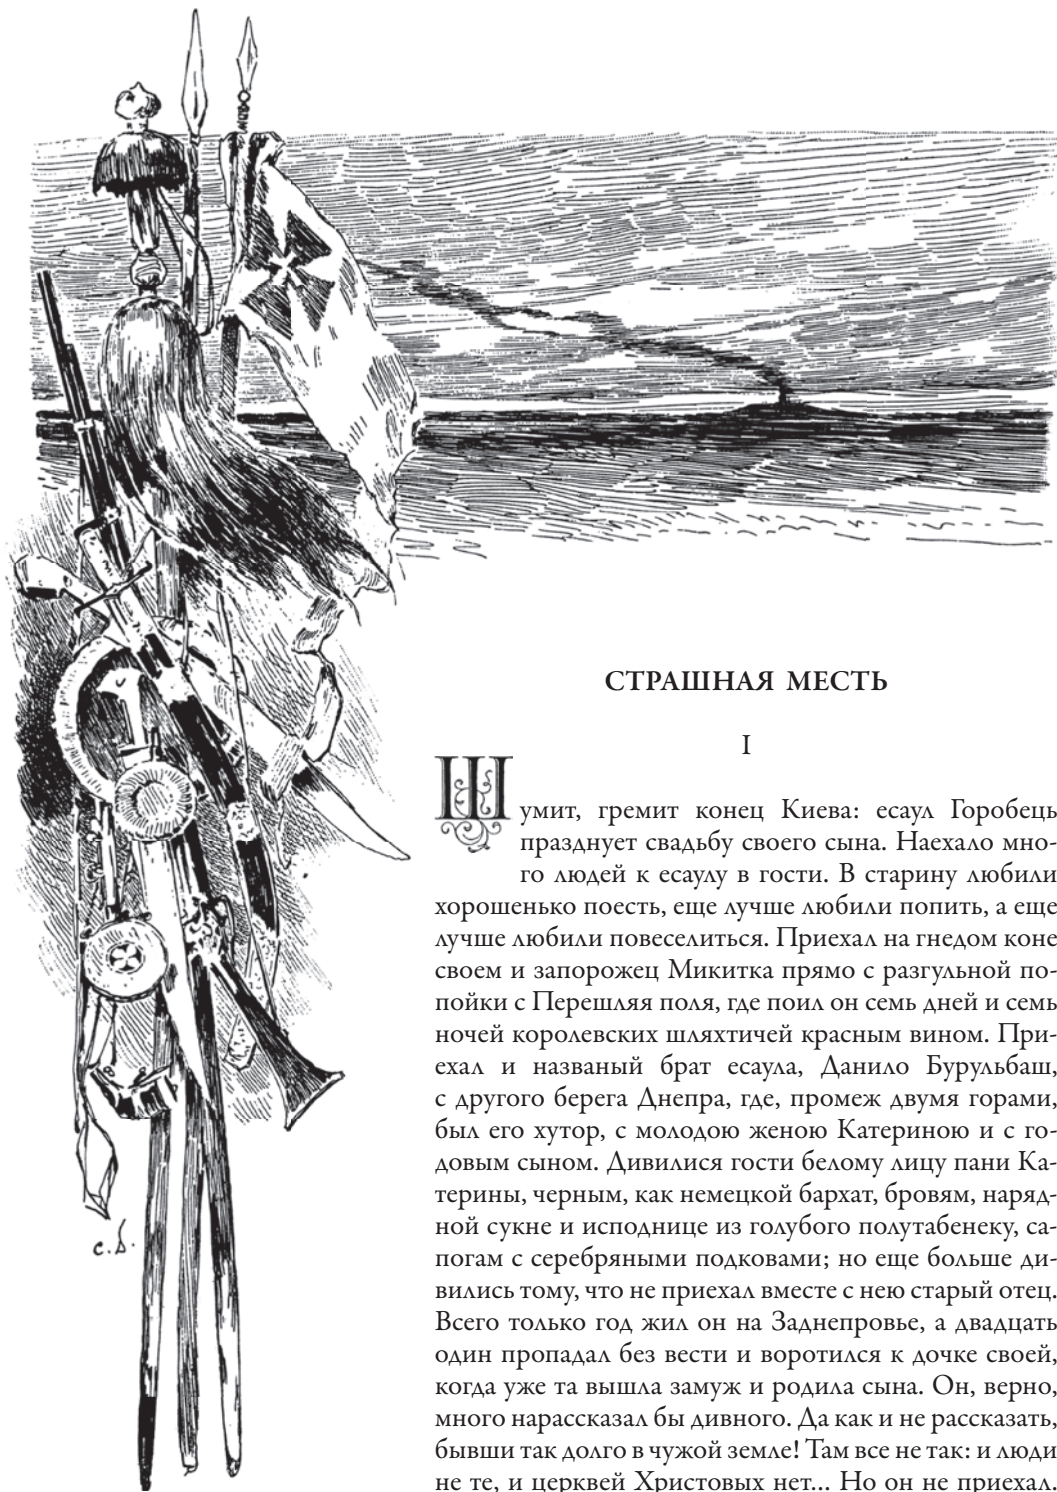 СТРАШНАЯ МЕСТЬ
I
Шумит, гремит конец Киева: есаул Горобець
празднует свадьбу своего сына. Наехало мно-
го людей к есаулу в гости. В старину любили
хорошенько поесть, еще лучше любили попить, а еще
лучше любили повеселиться. Приехал на гнедом коне
своем и запорожец Микитка прямо с разгульной по-
пойки с Перешляя поля, где поил он семь дней и семь
ночей королевских шляхтичей красным вином. При-
ехал и названый брат есаула, Данило Бурульбаш,
с другого берега Днепра, где, промеж двумя горами,
был его хутор, с молодою женою Катериною и с го-
довым сыном. Дивилися гости белому лицу пани Ка-
терины, черным, как немецкой бархат, бровям, наряд-
ной сукне и исподнице из голубого полутабенеку, са-
погам с серебряными подковами; но еще больше ди-
вились тому, что не приехал вместе с нею старый отец.
Всего только год жил он на Заднепровье, а двадцать
один пропадал без вести и воротился к дочке своей,
когда уже та вышла замуж и родила сына. Он, верно,
много нарассказал бы дивного. Да как и не рассказать,
бывши так долго в чужой земле! Там все не так: и люди
не те, и церквей Христовых нет... Но он не приехал.
с. д.